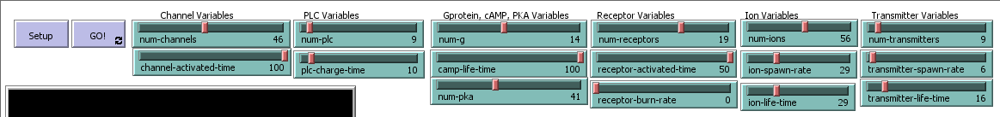 Channel Variables PLC Variables Gprotein, cAMP, PKA Variables Receptor Variables Ion Variables Transmitter Variables
Setup GO! num-channels 46 num-plc 9 num-g 14 num-receptors 19 num-ions 56 num-transmitters 9
channel-activated-time 100 plc-charge-time 10 camp-life-time 100 receptor-activated-time 50 ion-spawn-rate 29 transmitter-spawn-rate 6
num-pka 41 receptor-burn-rate 0 ion-life-time 29 transmitter-life-time 16